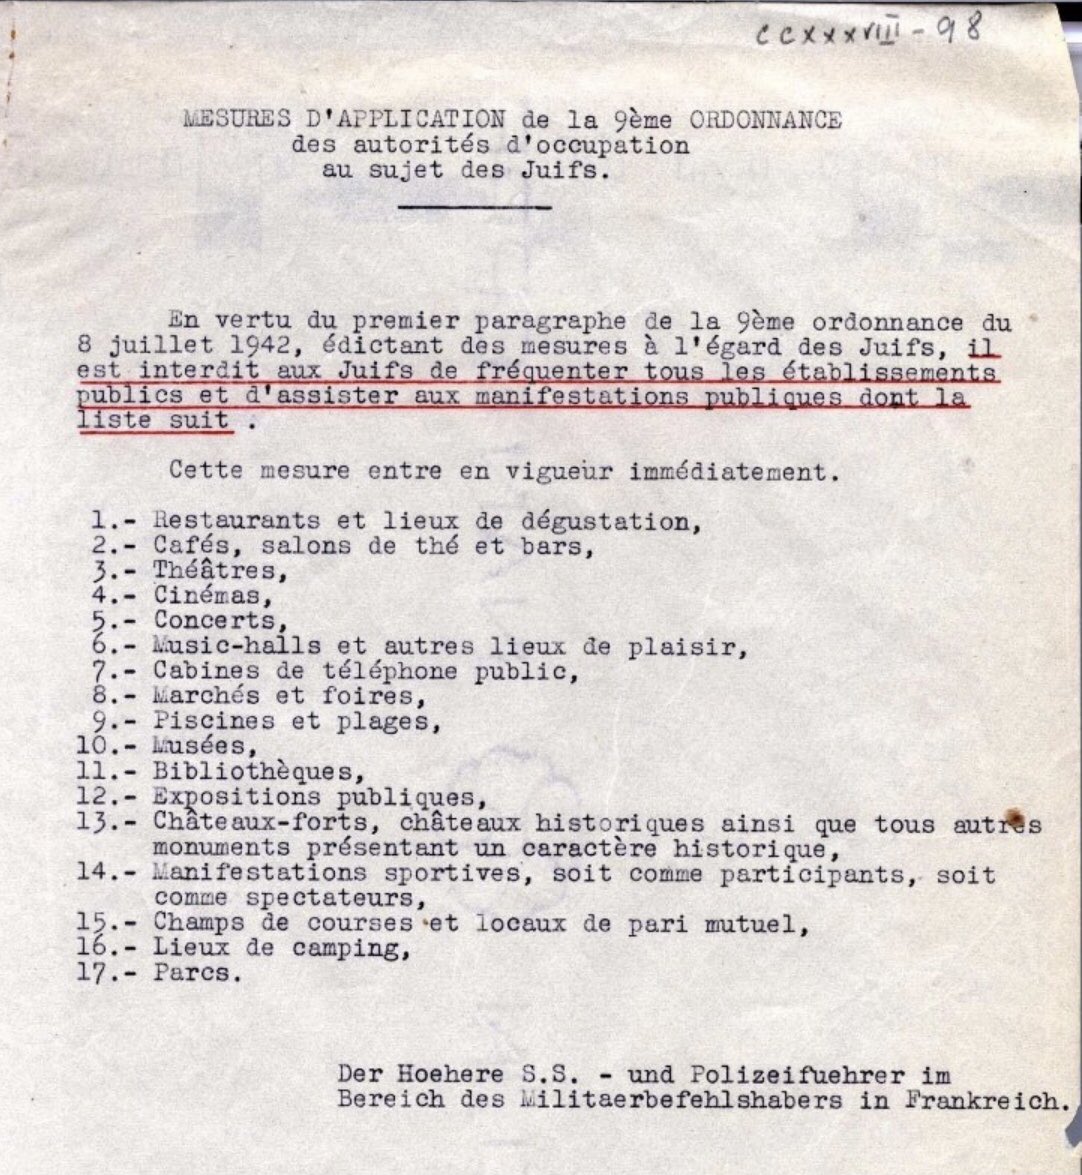 CCXXXVIII - 98
MESURES D'APPLICATION de la 9ème ORDONNANCE
des autorités d'occupation
au sujet des Juifs.
En vertu du premier paragraphe de la 9ème ordonnance du
8 juillet 1942, édictant des mesures à l'égard des Juifs, il
est interdit aux Juifs de fréquenter tous les établissements
publics et d'assister aux manifestations publiques dont la
liste suit .
Cette mesure entre en vigueur immédiatement.
1.- Restaurants et lieux de dégustation,
2.- Cafés, salons de thé et bars,
3.- Théâtres,
4.- Cinémas,
5.- Concerts,
6.- Music-halls et autres lieux de plaisir,
7.- Cabines de téléphone public,
8.- Marchés et foires,
9.- Piscines et plages,
10.- Musées,
11.- Bibliothèques,
12.- Expositions publiques,
13.- Châteaux-forts, châteaux historiques ainsi que tous autres
monuments présentant un caractère historique,
14.- Manifestations sportives, soit comme participants, soit
comme spectateurs,
15.- Champs de courses et locaux de pari mutuel,
16.- Lieux de camping,
17.- Parcs.
Der Hoehere S.S. - und Polizeifuehrer im
Bereich des Militaerbefehlshabers in Frankreich.